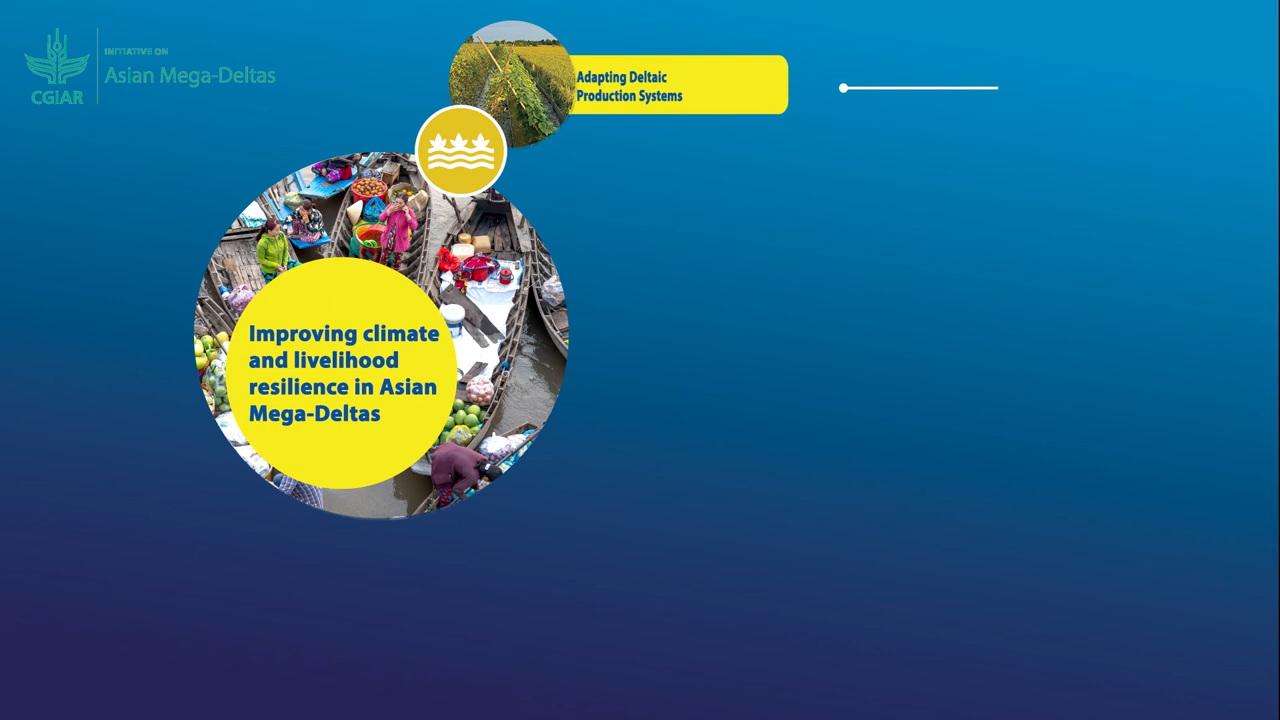 INITIATIVE ON
Asian Mega-Deltas
CGIAR
Adapting Deltaic
Production Systems
Improving climate
and livelihood
resilience in Asian
Mega-Deltas